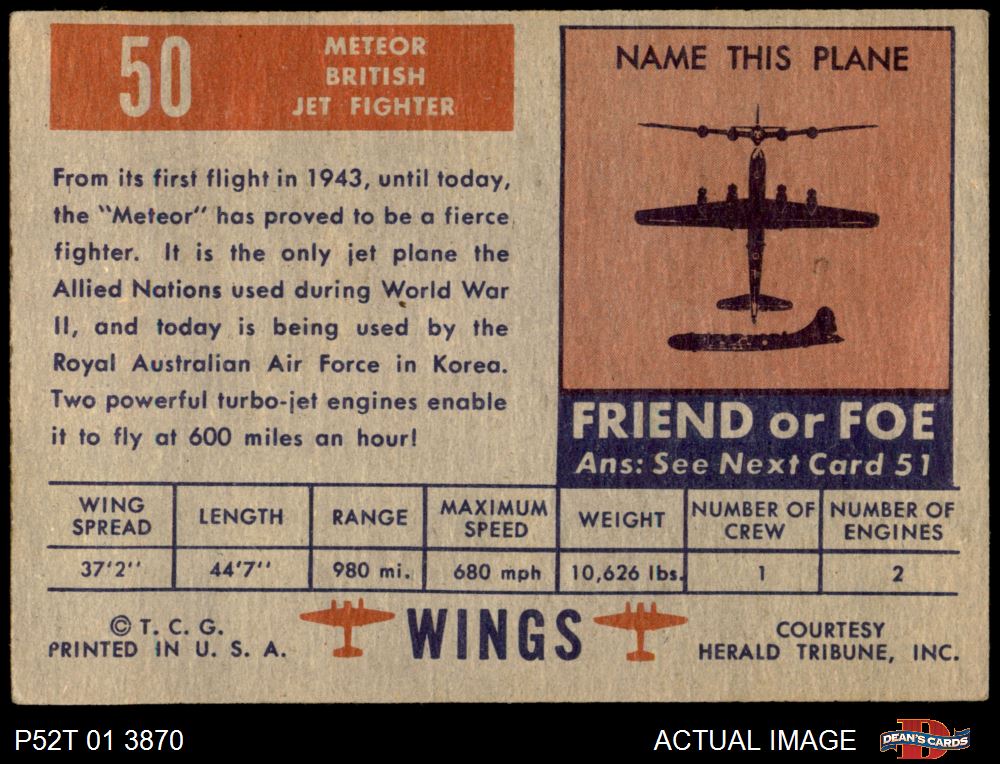 50
METEOR
BRITISH
JET FIGHTER
From its first flight in 1943, until today,
the "Meteor" has proved to be a fierce
fighter. It is the only jet plane the
Allied Nations used during World War
II, and today is being used by the
Royal Australian Air Force in Korea.
Two powerful turbo-jet engines enable
it to fly at 600 miles an hour!
NAME THIS PLANE
FRIEND or FOE
Ans: See Next Card 51
WING SPREAD
LENGTH
RANGE
MAXIMUM SPEED
WEIGHT
NUMBER OF CREW
NUMBER OF ENGINES
37'2''
44'7''
980 mi.
680 mph
10,626 lbs.
1
2
© T. C. G.
PRINTED IN U. S. A.
WINGS
COURTESY
HERALD TRIBUNE, INC.
P52T 01 3870
ACTUAL IMAGE
D
DEAN'S CARDS